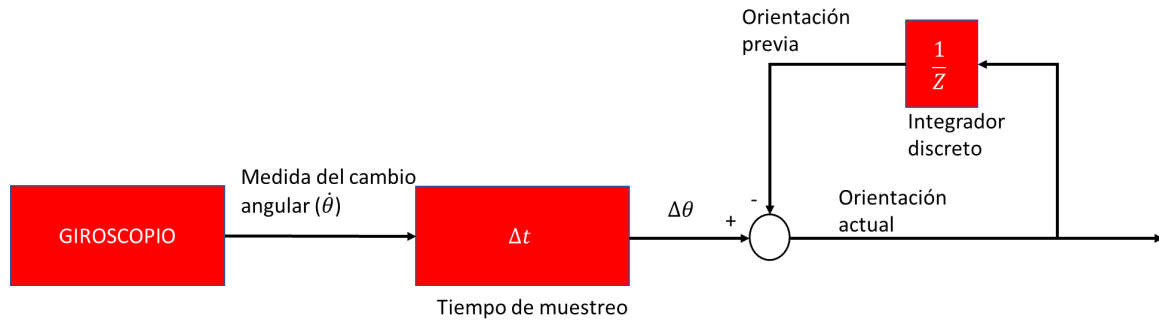 Orientación
previa
1
Z
Integrador
discreto
Medida del cambio
angular (θ̇)
GIROSCOPIO
Δt
Tiempo de muestreo
Δθ
-
+
Orientación
actual